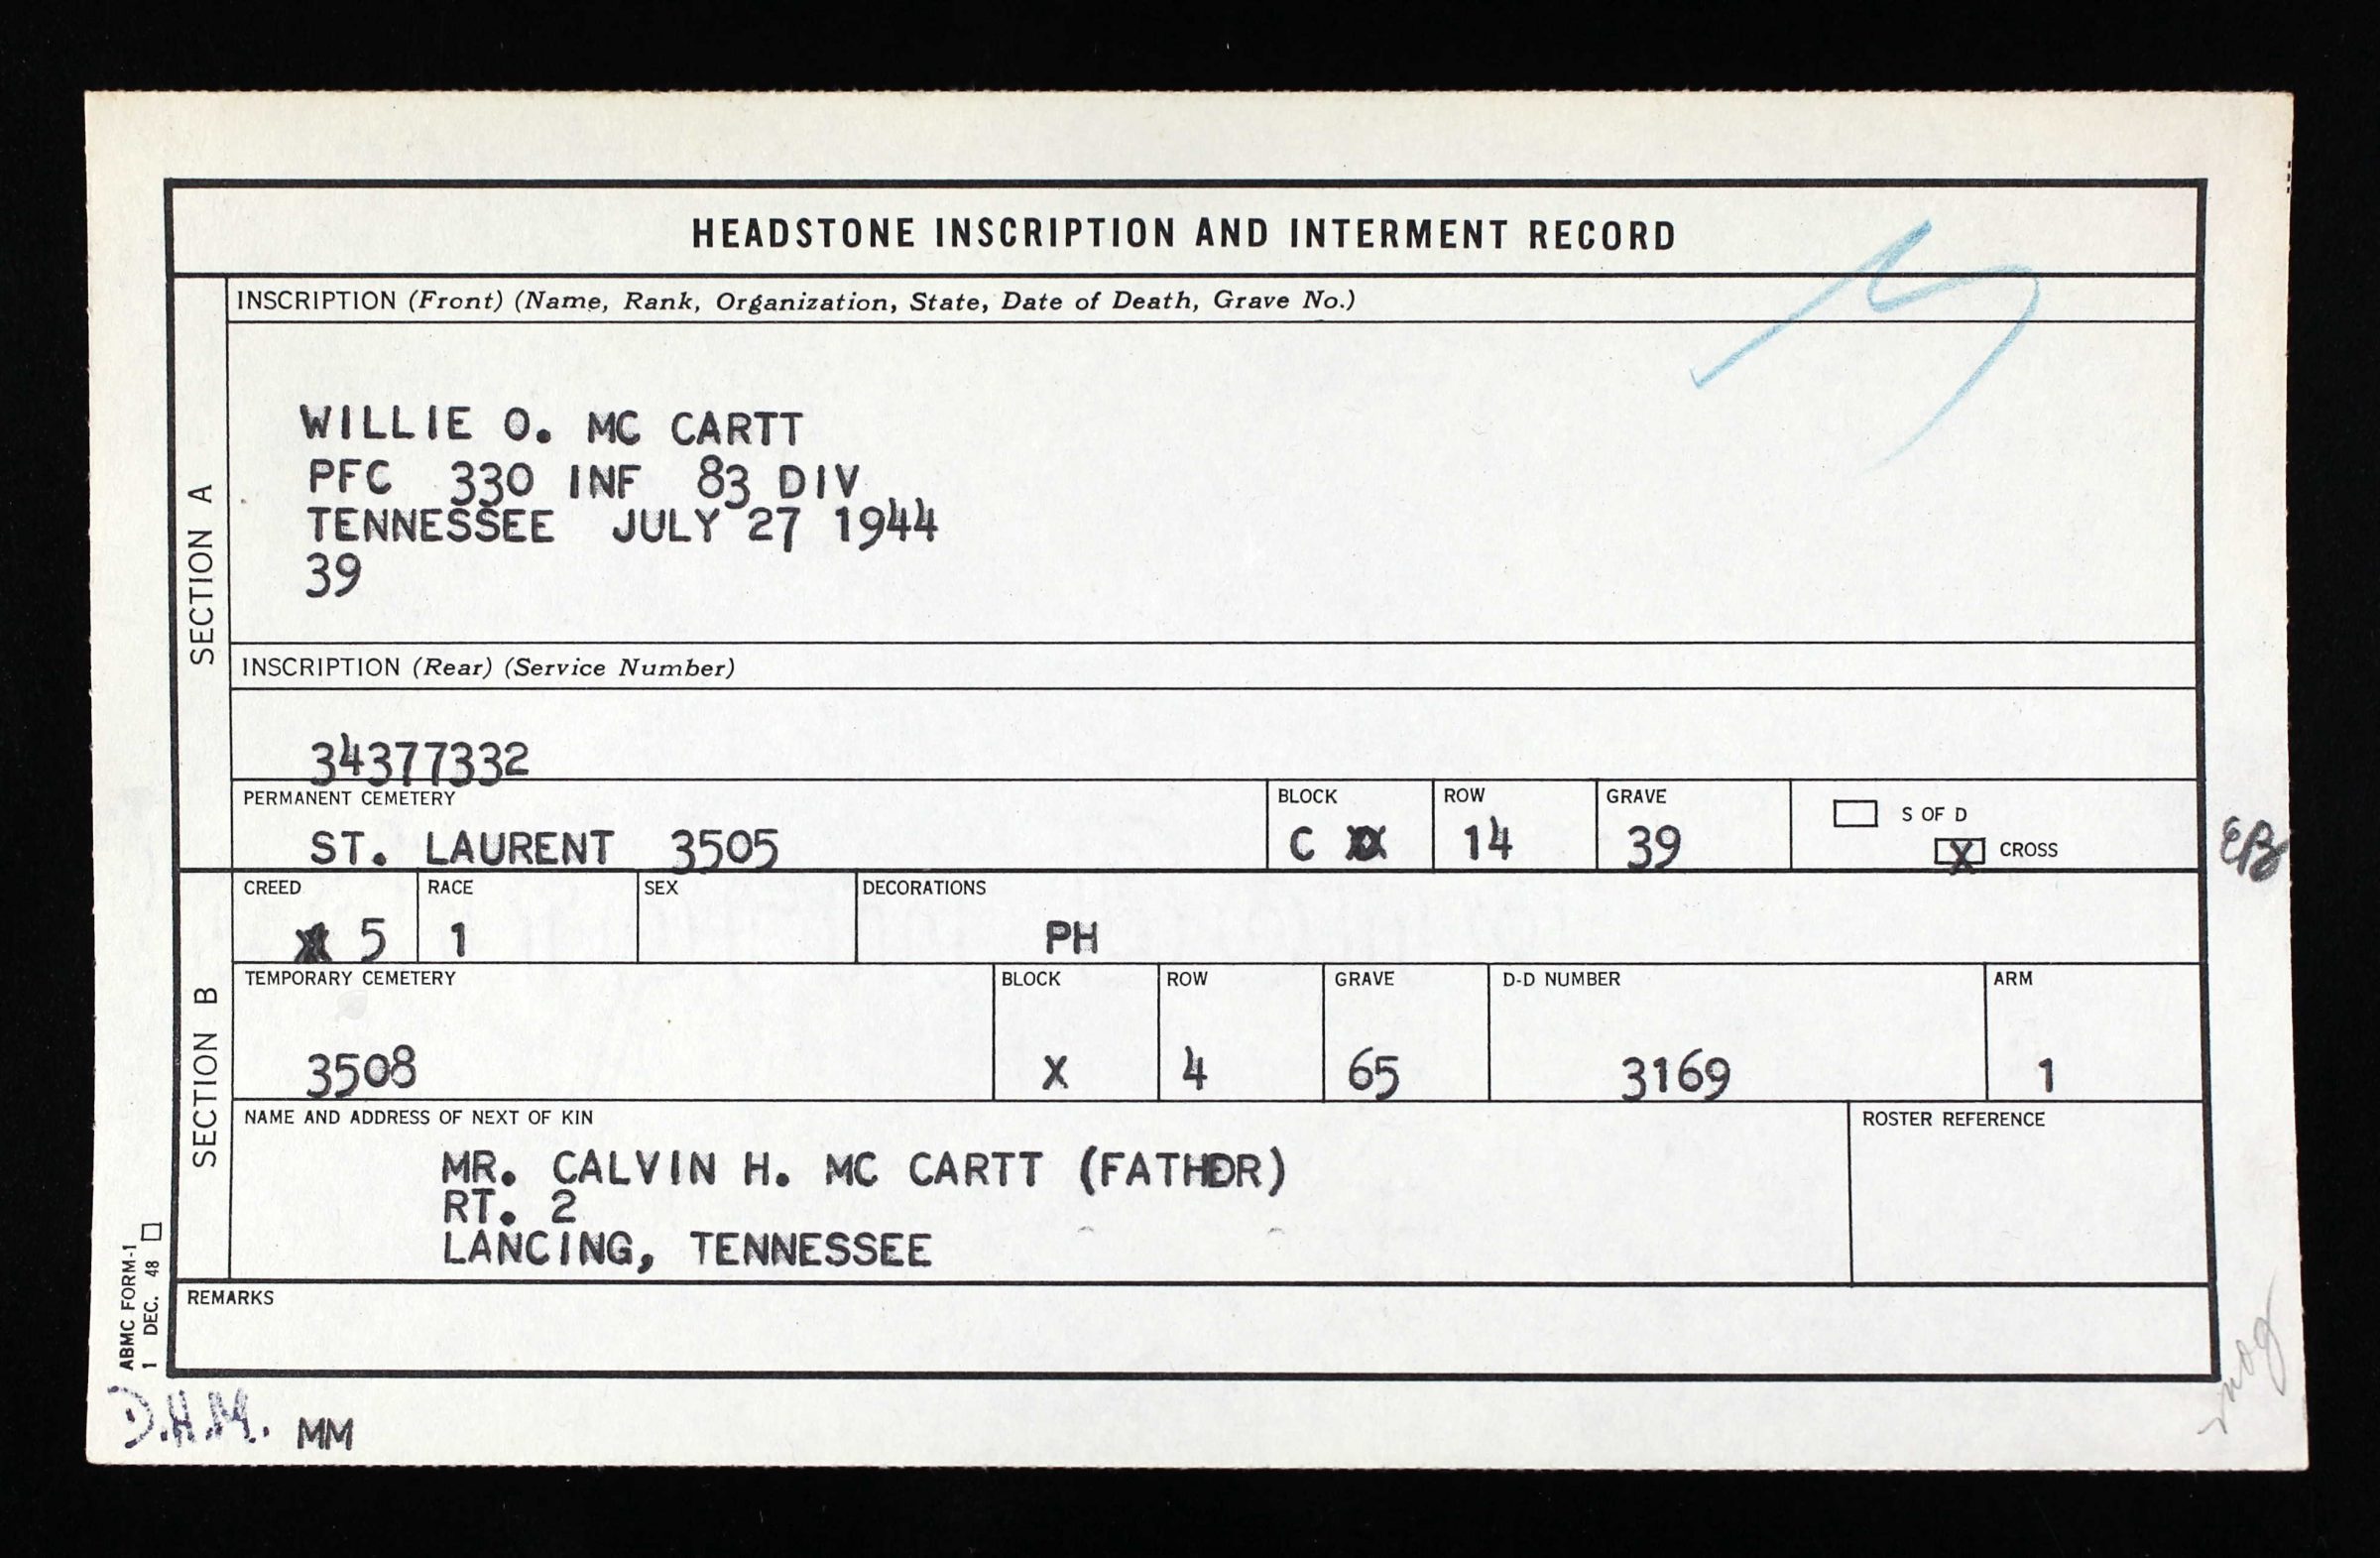 HEADSTONE INSCRIPTION AND INTERMENT RECORD
SECTION A
INSCRIPTION (Front) (Name, Rank, Organization, State, Date of Death, Grave No.)
WILLIE O. MC CARTT
PFC 330 INF 83 DIV
TENNESSEE JULY 27 1944
39
INSCRIPTION (Rear) (Service Number)
34377332
PERMANENT CEMETERY BLOCK ROW GRAVE S OF D
ST. LAURENT 3505 C 14 39 X CROSS
EB
SECTION B
CREED RACE SEX DECORATIONS
5 1 PH
TEMPORARY CEMETERY BLOCK ROW GRAVE D-D NUMBER ARM
3508 X 4 65 3169 1
NAME AND ADDRESS OF NEXT OF KIN ROSTER REFERENCE
MR. CALVIN H. MC CARTT (FATHER)
RT. 2
LANCING, TENNESSEE
REMARKS
ABMC FORM-1
1 DEC. 48
D.H.M. MM